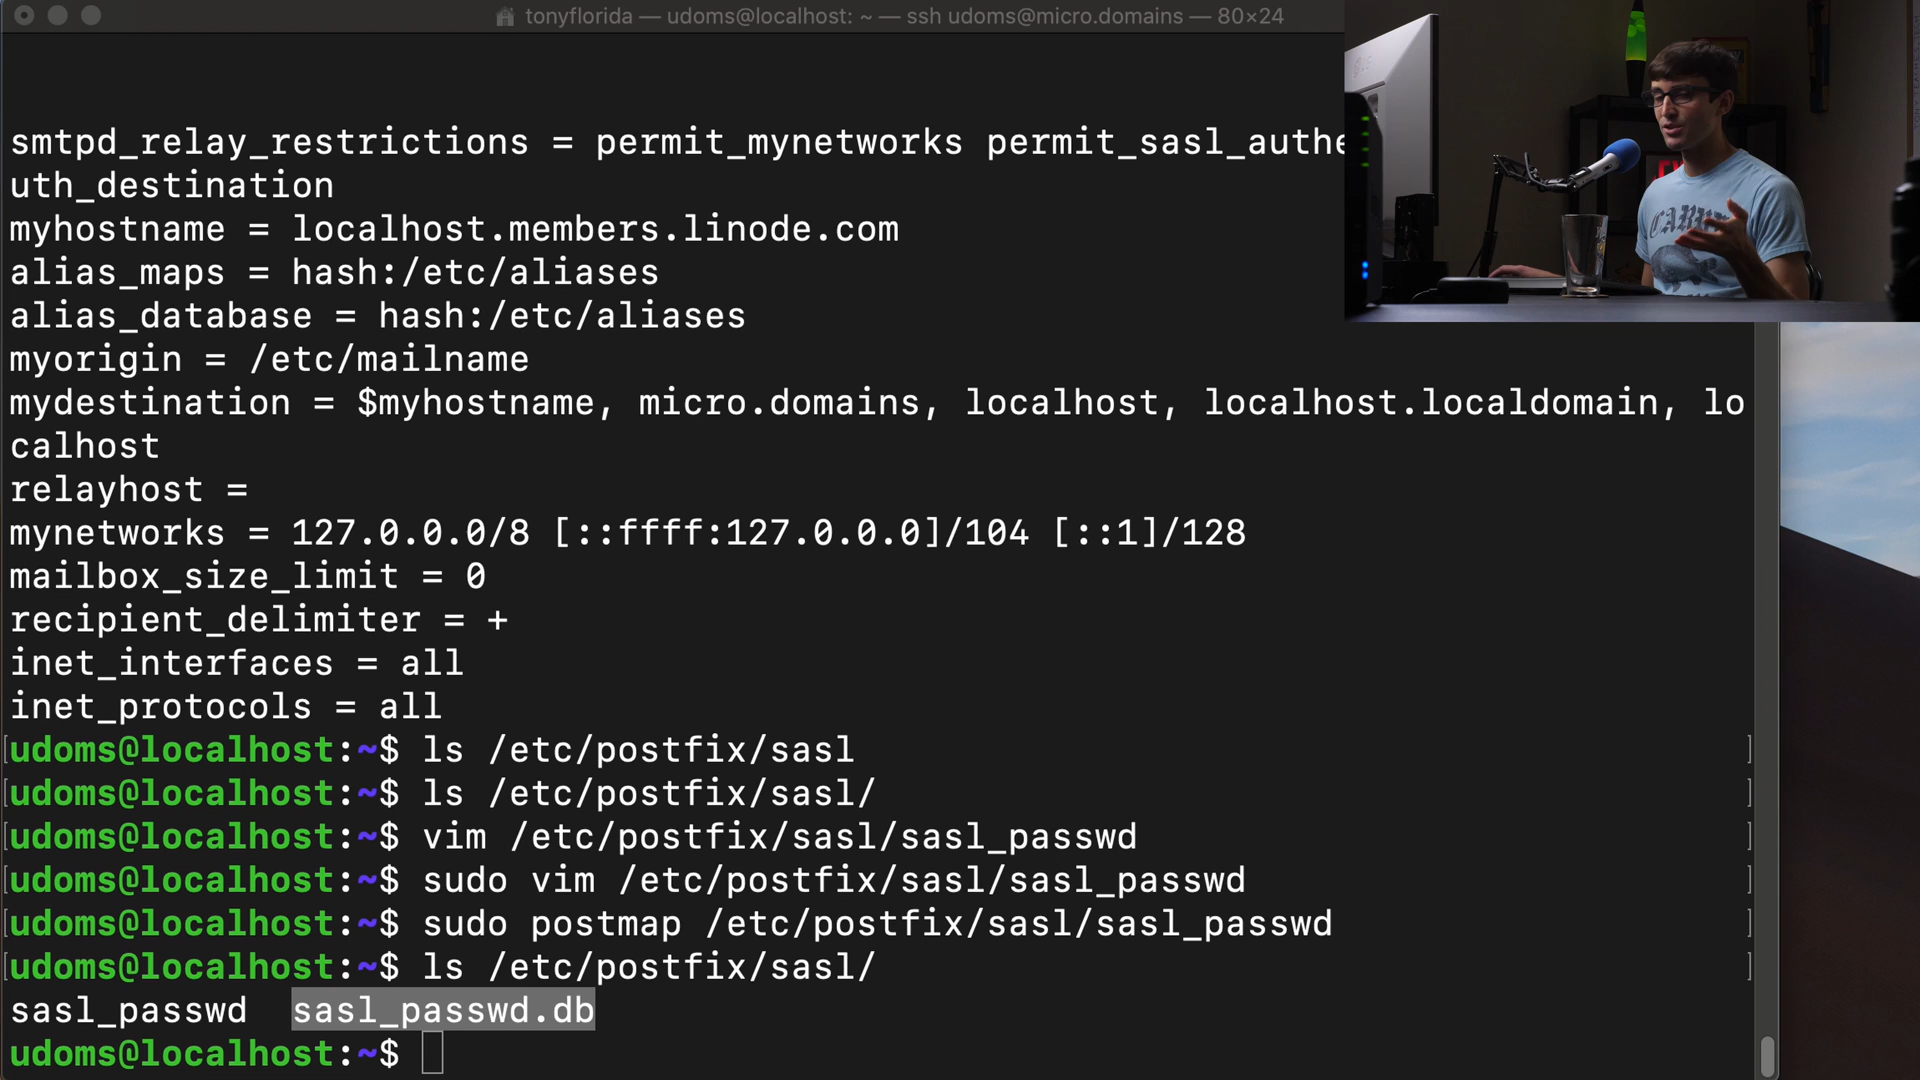 tonyflorida — udoms@localhost: ~ — ssh udoms@micro.domains — 80×24
smtpd_relay_restrictions = permit_mynetworks permit_sasl_authe
uth_destination
myhostname = localhost.members.linode.com
alias_maps = hash:/etc/aliases
alias_database = hash:/etc/aliases
myorigin = /etc/mailname
mydestination = $myhostname, micro.domains, localhost, localhost.localdomain, lo
calhost
relayhost =
mynetworks = 127.0.0.0/8 [::ffff:127.0.0.0]/104 [::1]/128
mailbox_size_limit = 0
recipient_delimiter = +
inet_interfaces = all
inet_protocols = all
[udoms@localhost:~$ ls /etc/postfix/sasl ]
[udoms@localhost:~$ ls /etc/postfix/sasl/ ]
[udoms@localhost:~$ vim /etc/postfix/sasl/sasl_passwd ]
[udoms@localhost:~$ sudo vim /etc/postfix/sasl/sasl_passwd ]
[udoms@localhost:~$ sudo postmap /etc/postfix/sasl/sasl_passwd ]
[udoms@localhost:~$ ls /etc/postfix/sasl/ ]
sasl_passwd sasl_passwd.db
udoms@localhost:~$